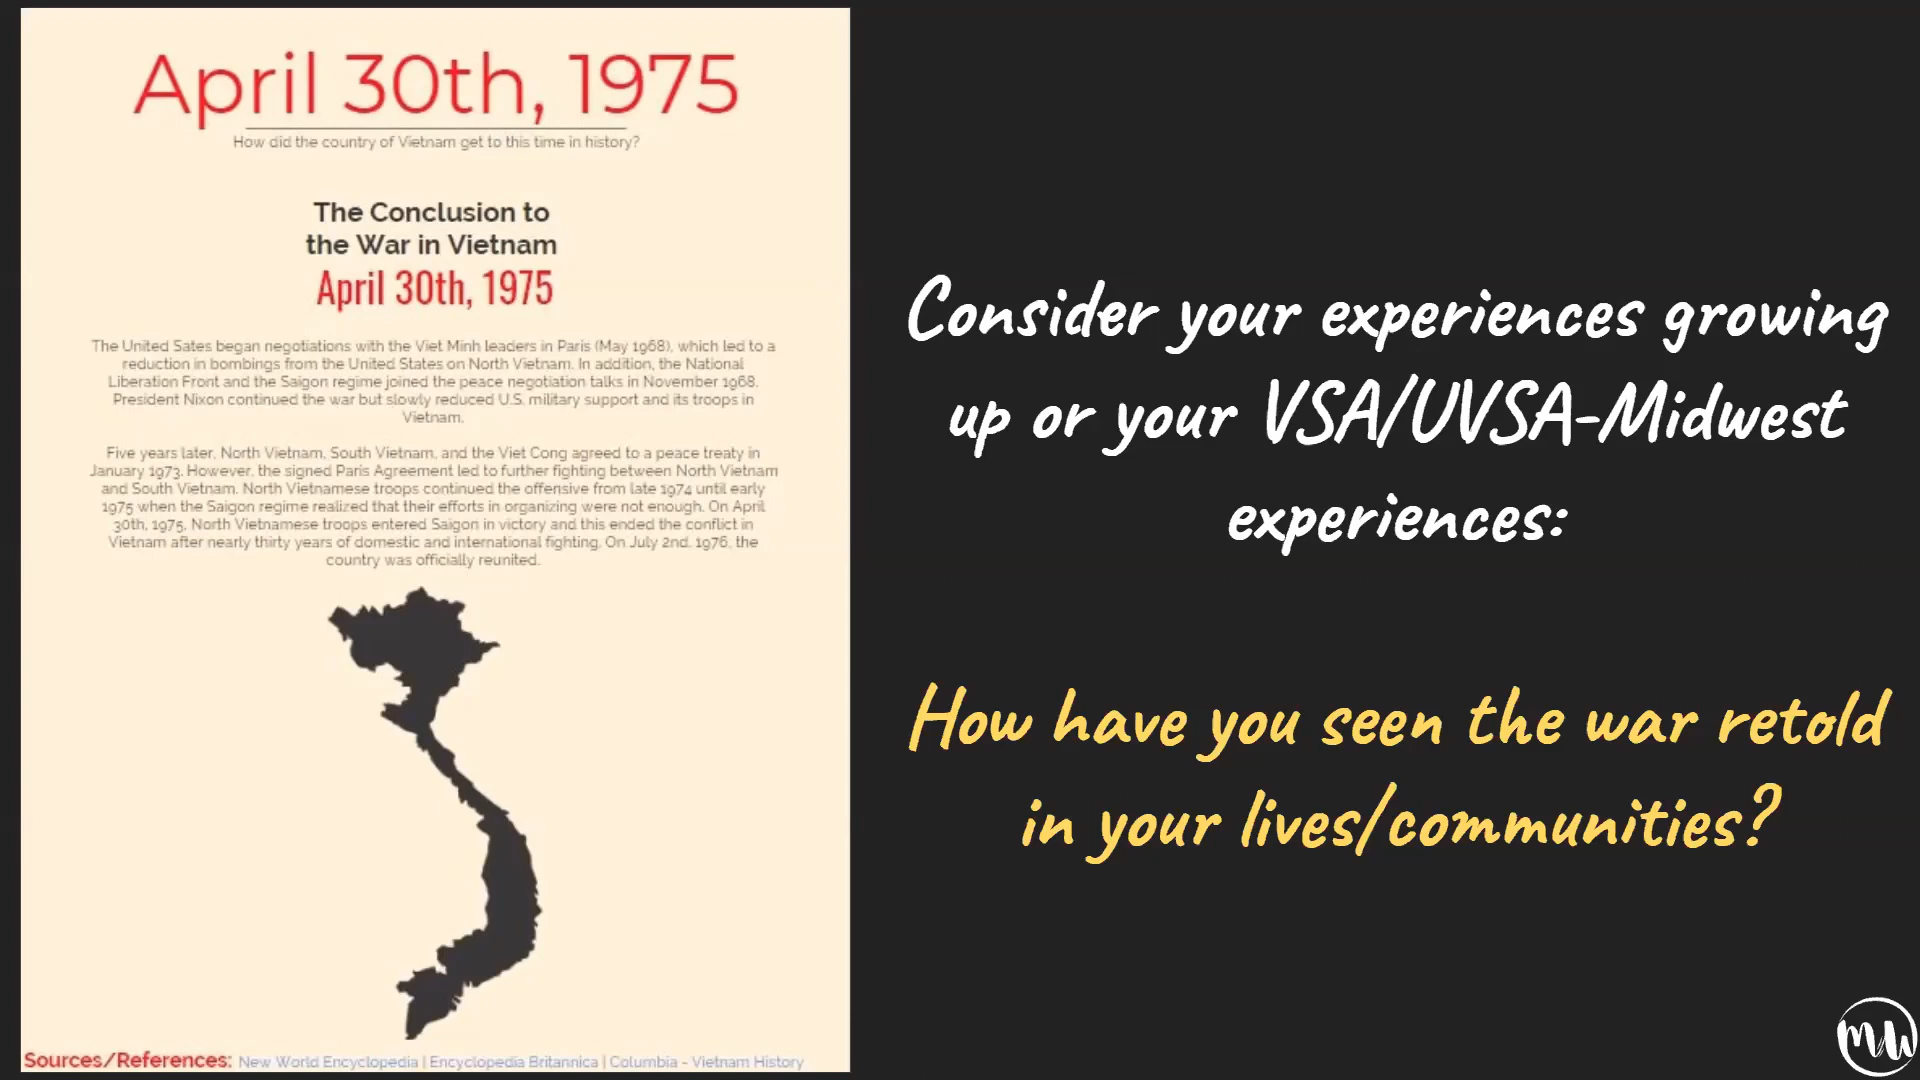 April 30th, 1975
How did the country of Vietnam get to this time in history?
The Conclusion to
the War in Vietnam
April 30th, 1975
The United Sates began negotiations with the Viet Minh leaders in Paris (May 1968), which led to a
reduction in bombings from the United States on North Vietnam. In addition, the National
Liberation Front and the Saigon regime joined the peace negotiation talks in November 1968.
President Nixon continued the war but slowly reduced U.S. military support and its troops in
Vietnam.
Five years later, North Vietnam, South Vietnam, and the Viet Cong agreed to a peace treaty in
January 1973. However, the signed Paris Agreement led to further fighting between North Vietnam
and South Vietnam. North Vietnamese troops continued the offensive from late 1974 until early
1975 when the Saigon regime realized that their efforts in organizing were not enough. On April
30th, 1975, North Vietnamese troops entered Saigon in victory and this ended the conflict in
Vietnam after nearly thirty years of domestic and international fighting. On July 2nd, 1976, the
country was officially reunited.
Sources/References: New World Encyclopedia | Encyclopedia Britannica | Columbia - Vietnam History
Consider your experiences growing
up or your VSA/UVSA-Midwest
experiences:
How have you seen the war retold
in your lives/communities?
MW